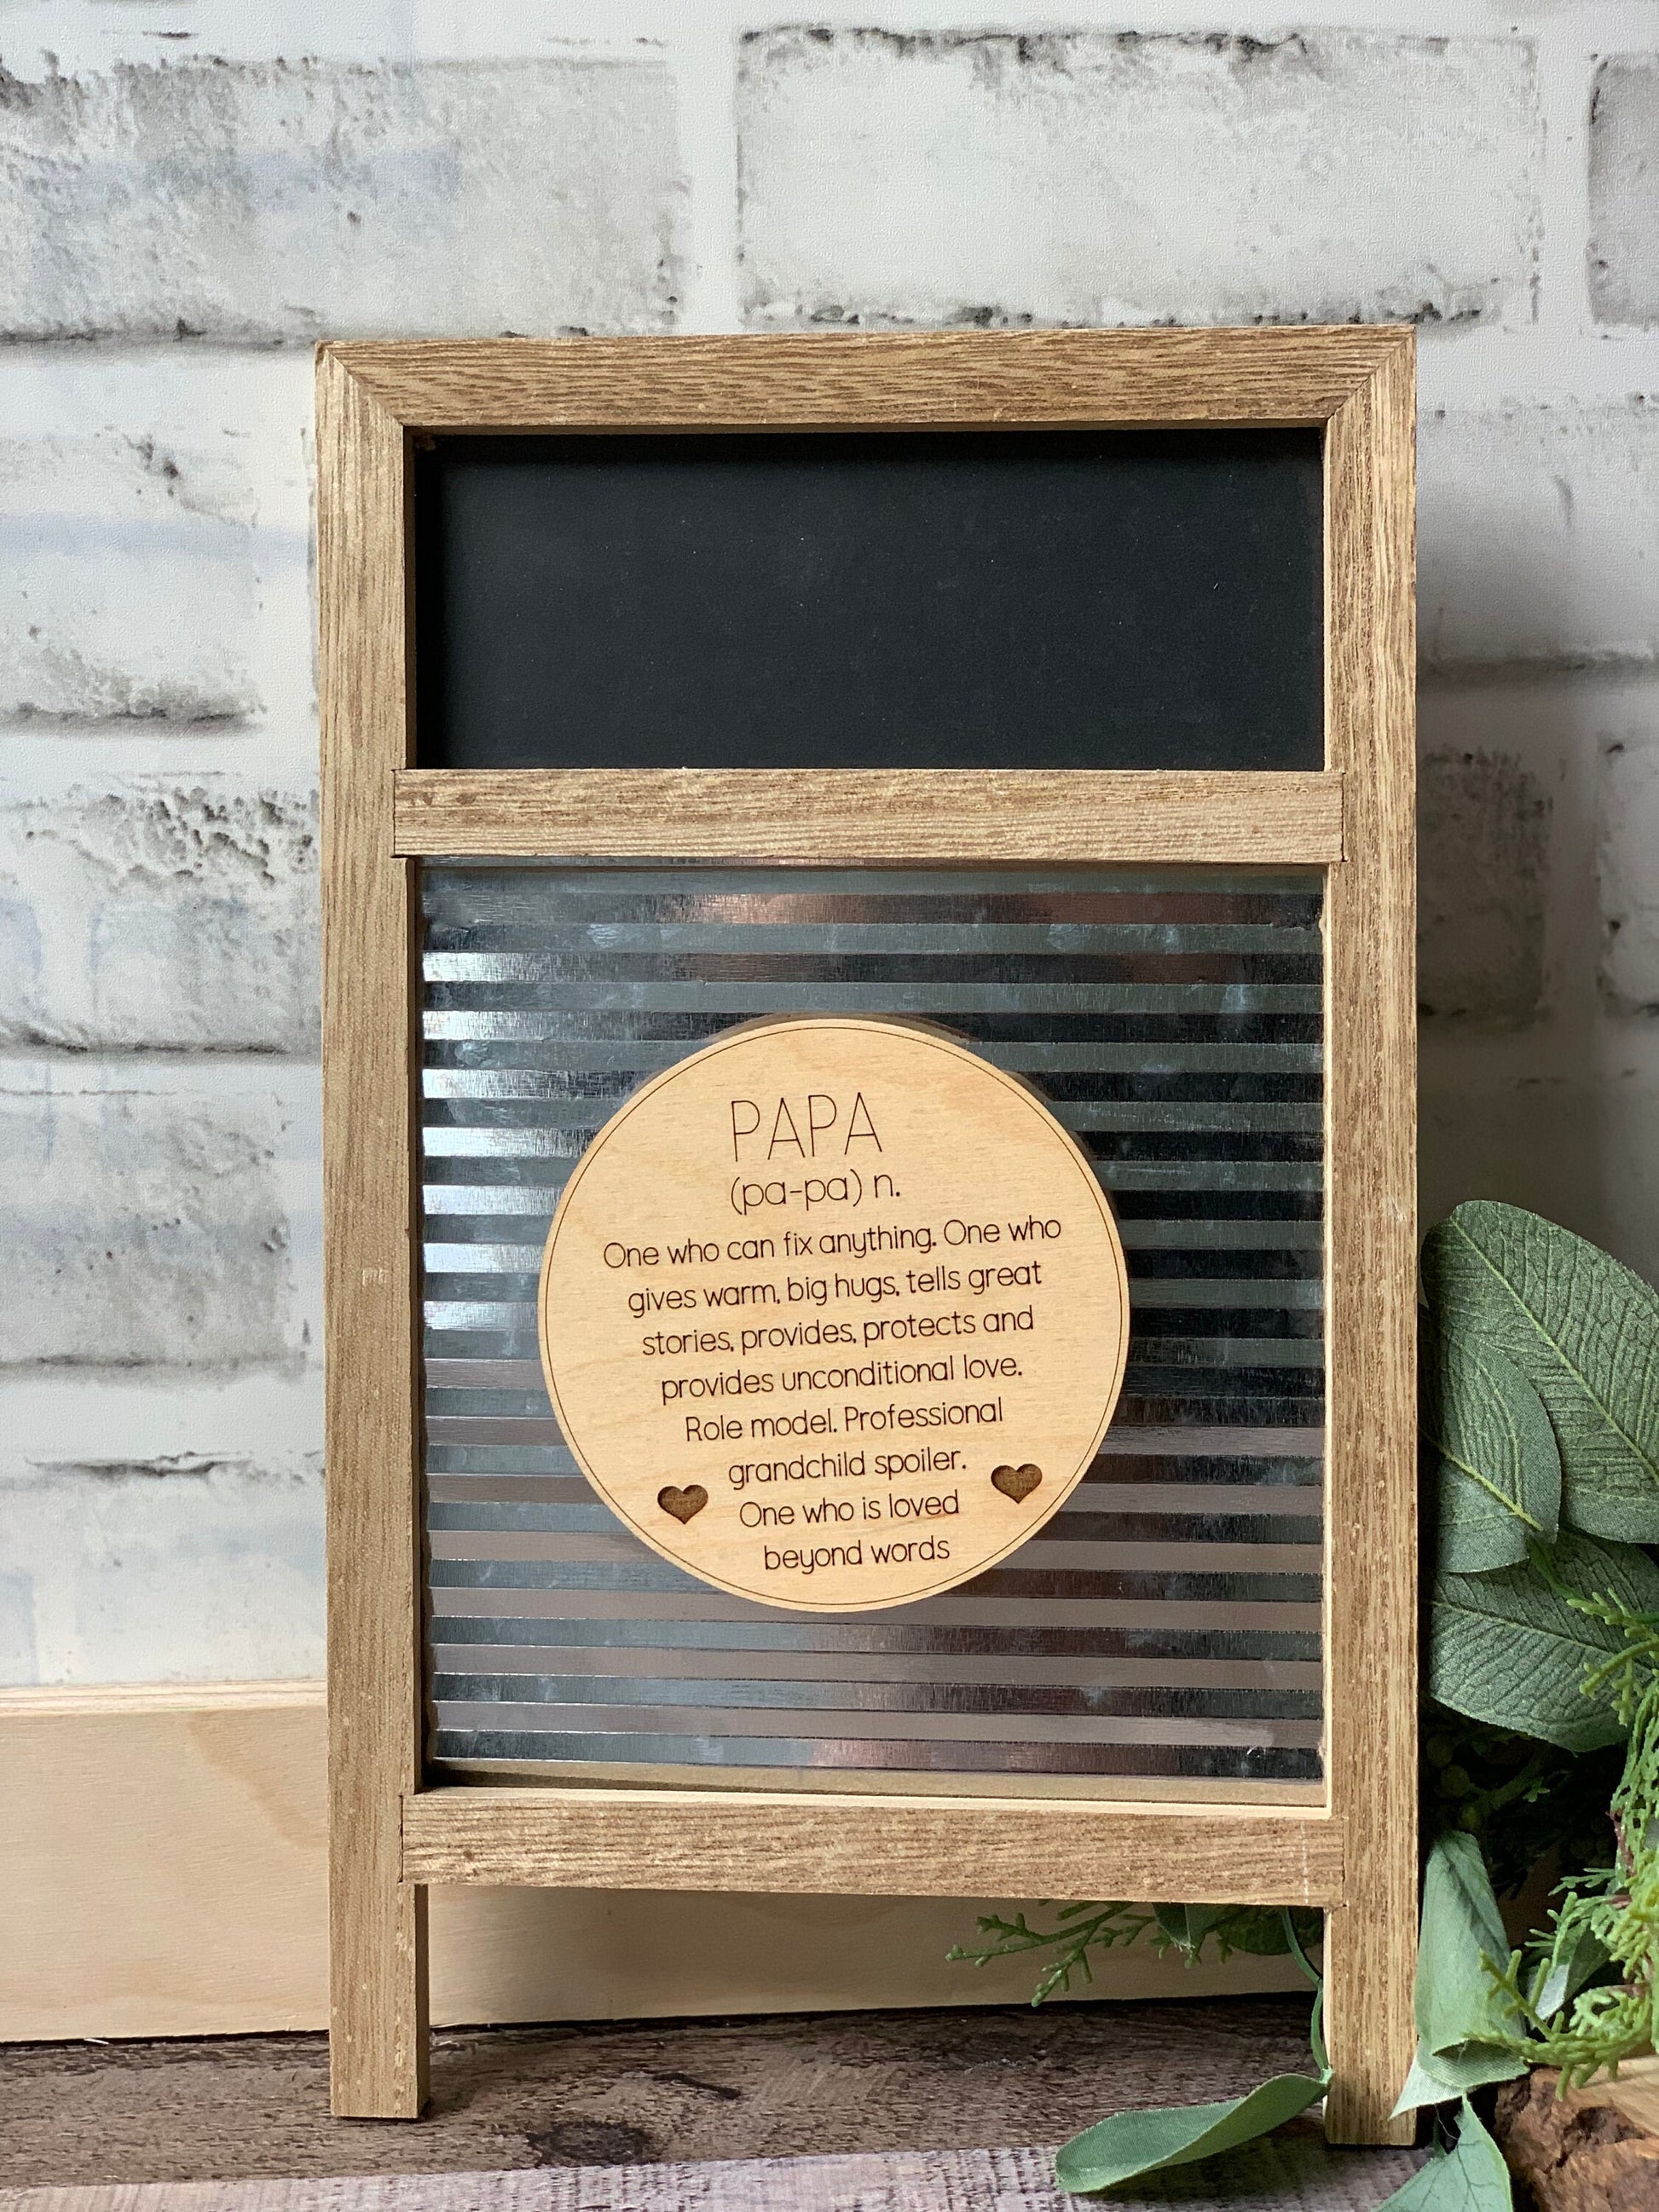 PAPA
(pa-pa) n.
One who can fix anything. One who
gives warm, big hugs, tells great
stories, provides, protects and
provides unconditional love.
Role model. Professional
grandchild spoiler.
One who is loved
beyond words